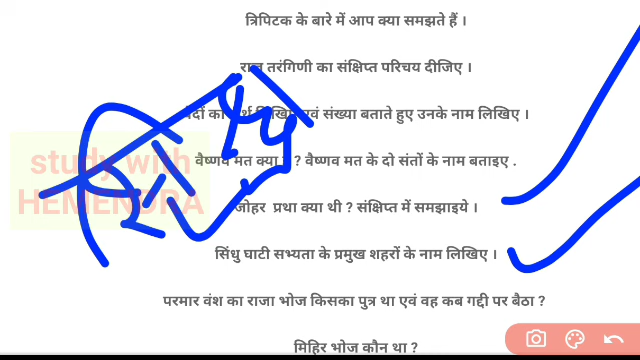 त्रिपिटक के बारे में आप क्या समझते हैं ।
तरंगिणी का संक्षिप्त परिचय दीजिए ।
एवं संख्या बताते हुए उनके नाम लिखिए ।
वैष्णव मत क्या ? वैष्णव मत के दो संतों के नाम बताइए .
जोहर प्रथा क्या थी ? संक्षिप्त में समझाइये ।
सिंधु घाटी सभ्यता के प्रमुख शहरों के नाम लिखिए ।
परमार वंश का राजा भोज किसका पुत्र था एवं वह कब गद्दी पर बैठा ?
मिहिर भोज कौन था ?
study with
HEMENDRA